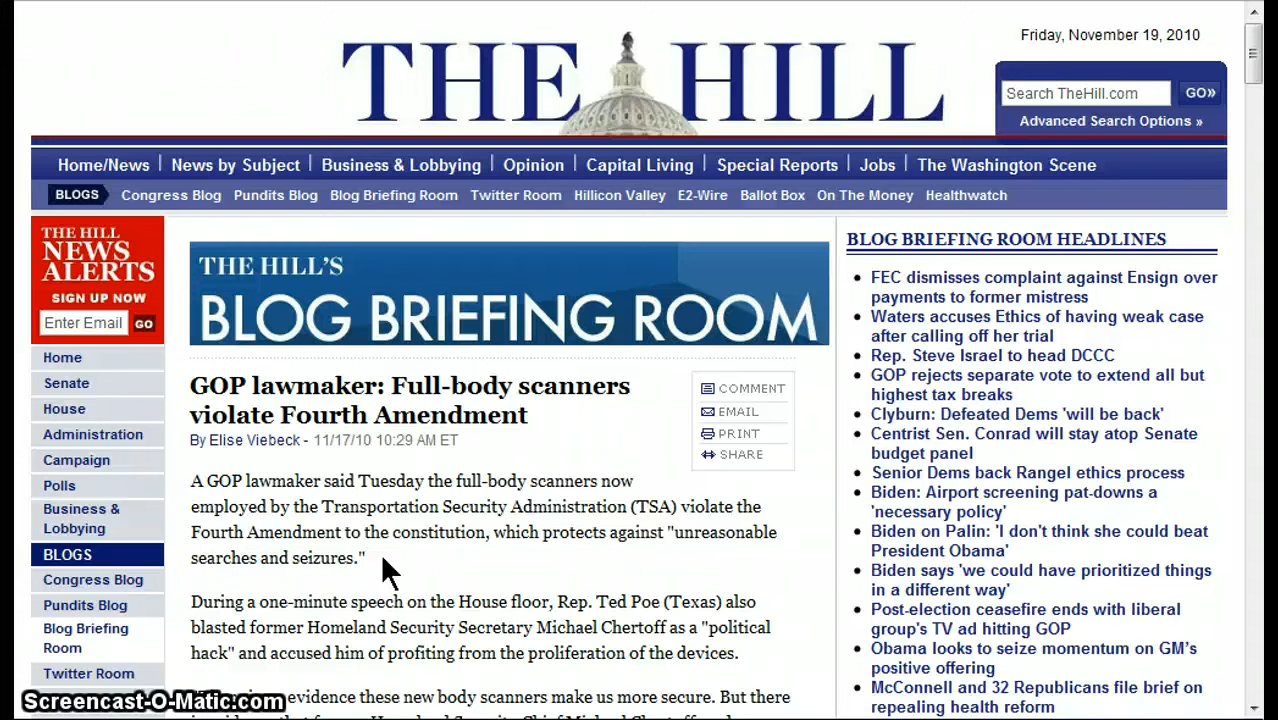 THE HILL
Friday, November 19, 2010
Search TheHill.com
GO»
Advanced Search Options »
Home/News
News by Subject
Business & Lobbying
Opinion
Capital Living
Special Reports
Jobs
The Washington Scene
BLOGS
Congress Blog
Pundits Blog
Blog Briefing Room
Twitter Room
Hillicon Valley
E2-Wire
Ballot Box
On The Money
Healthwatch
THE HILL
NEWS
ALERTS
SIGN UP NOW
Enter Email
GO
Home
Senate
House
Administration
Campaign
Polls
Business &
Lobbying
BLOGS
Congress Blog
Pundits Blog
Blog Briefing
Room
Twitter Room
THE HILL'S
BLOG BRIEFING ROOM
GOP lawmaker: Full-body scanners
violate Fourth Amendment
By Elise Viebeck - 11/17/10 10:29 AM ET
COMMENT
EMAIL
PRINT
SHARE
A GOP lawmaker said Tuesday the full-body scanners now
employed by the Transportation Security Administration (TSA) violate the
Fourth Amendment to the constitution, which protects against "unreasonable
searches and seizures."
During a one-minute speech on the House floor, Rep. Ted Poe (Texas) also
blasted former Homeland Security Secretary Michael Chertoff as a "political
hack" and accused him of profiting from the proliferation of the devices.
evidence these new body scanners make us more secure. But there
BLOG BRIEFING ROOM HEADLINES
FEC dismisses complaint against Ensign over
payments to former mistress
Waters accuses Ethics of having weak case
after calling off her trial
Rep. Steve Israel to head DCCC
GOP rejects separate vote to extend all but
highest tax breaks
Clyburn: Defeated Dems 'will be back'
Centrist Sen. Conrad will stay atop Senate
budget panel
Senior Dems back Rangel ethics process
Biden: Airport screening pat-downs a
'necessary policy'
Biden on Palin: 'I don't think she could beat
President Obama'
Biden says 'we could have prioritized things
in a different way'
Post-election ceasefire ends with liberal
group's TV ad hitting GOP
Obama looks to seize momentum on GM's
positive offering
McConnell and 32 Republicans file brief on
repealing health reform
Screencast-O-Matic.com